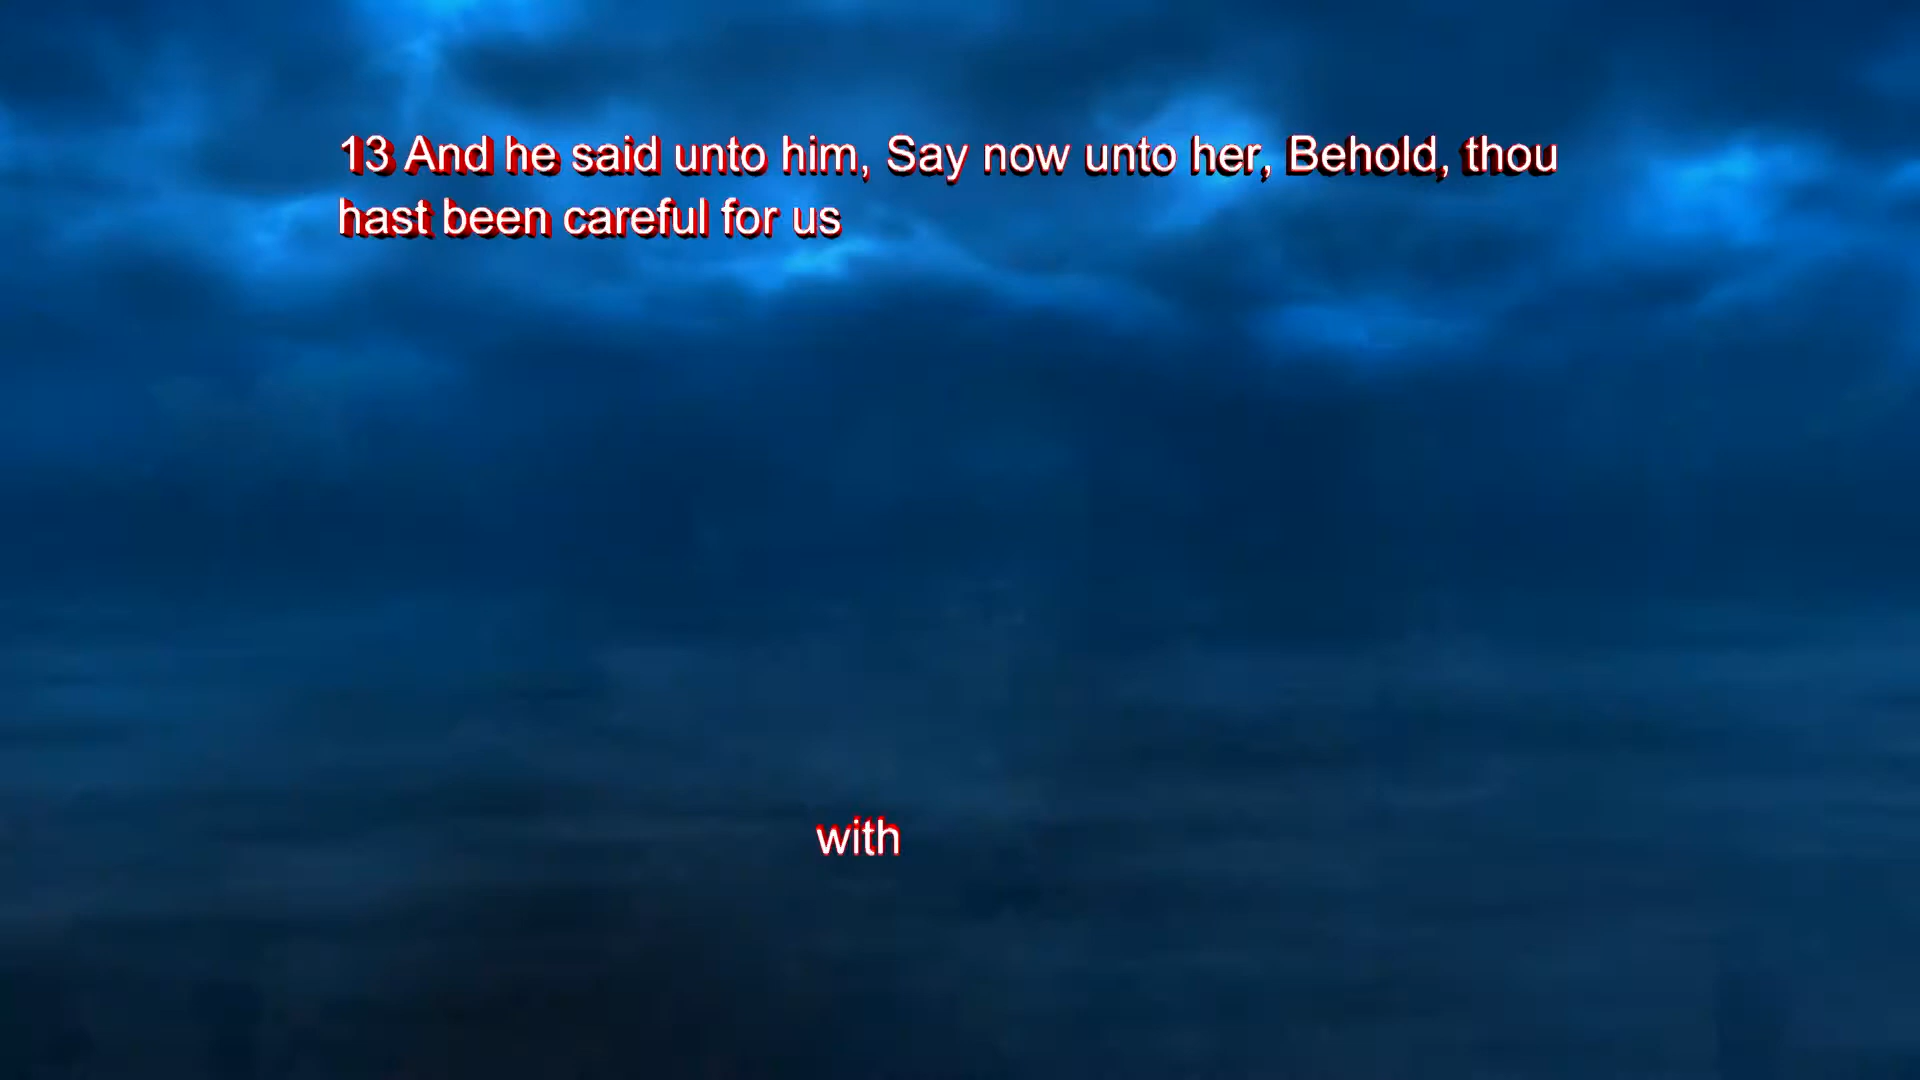 13 And he said unto him, Say now unto her, Behold, thou
hast been careful for us
with